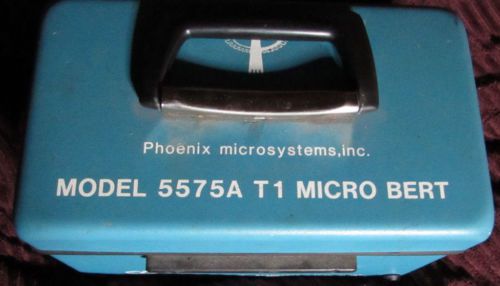 Phoenix microsystems,inc.
MODEL 5575A T1 MICRO BERT